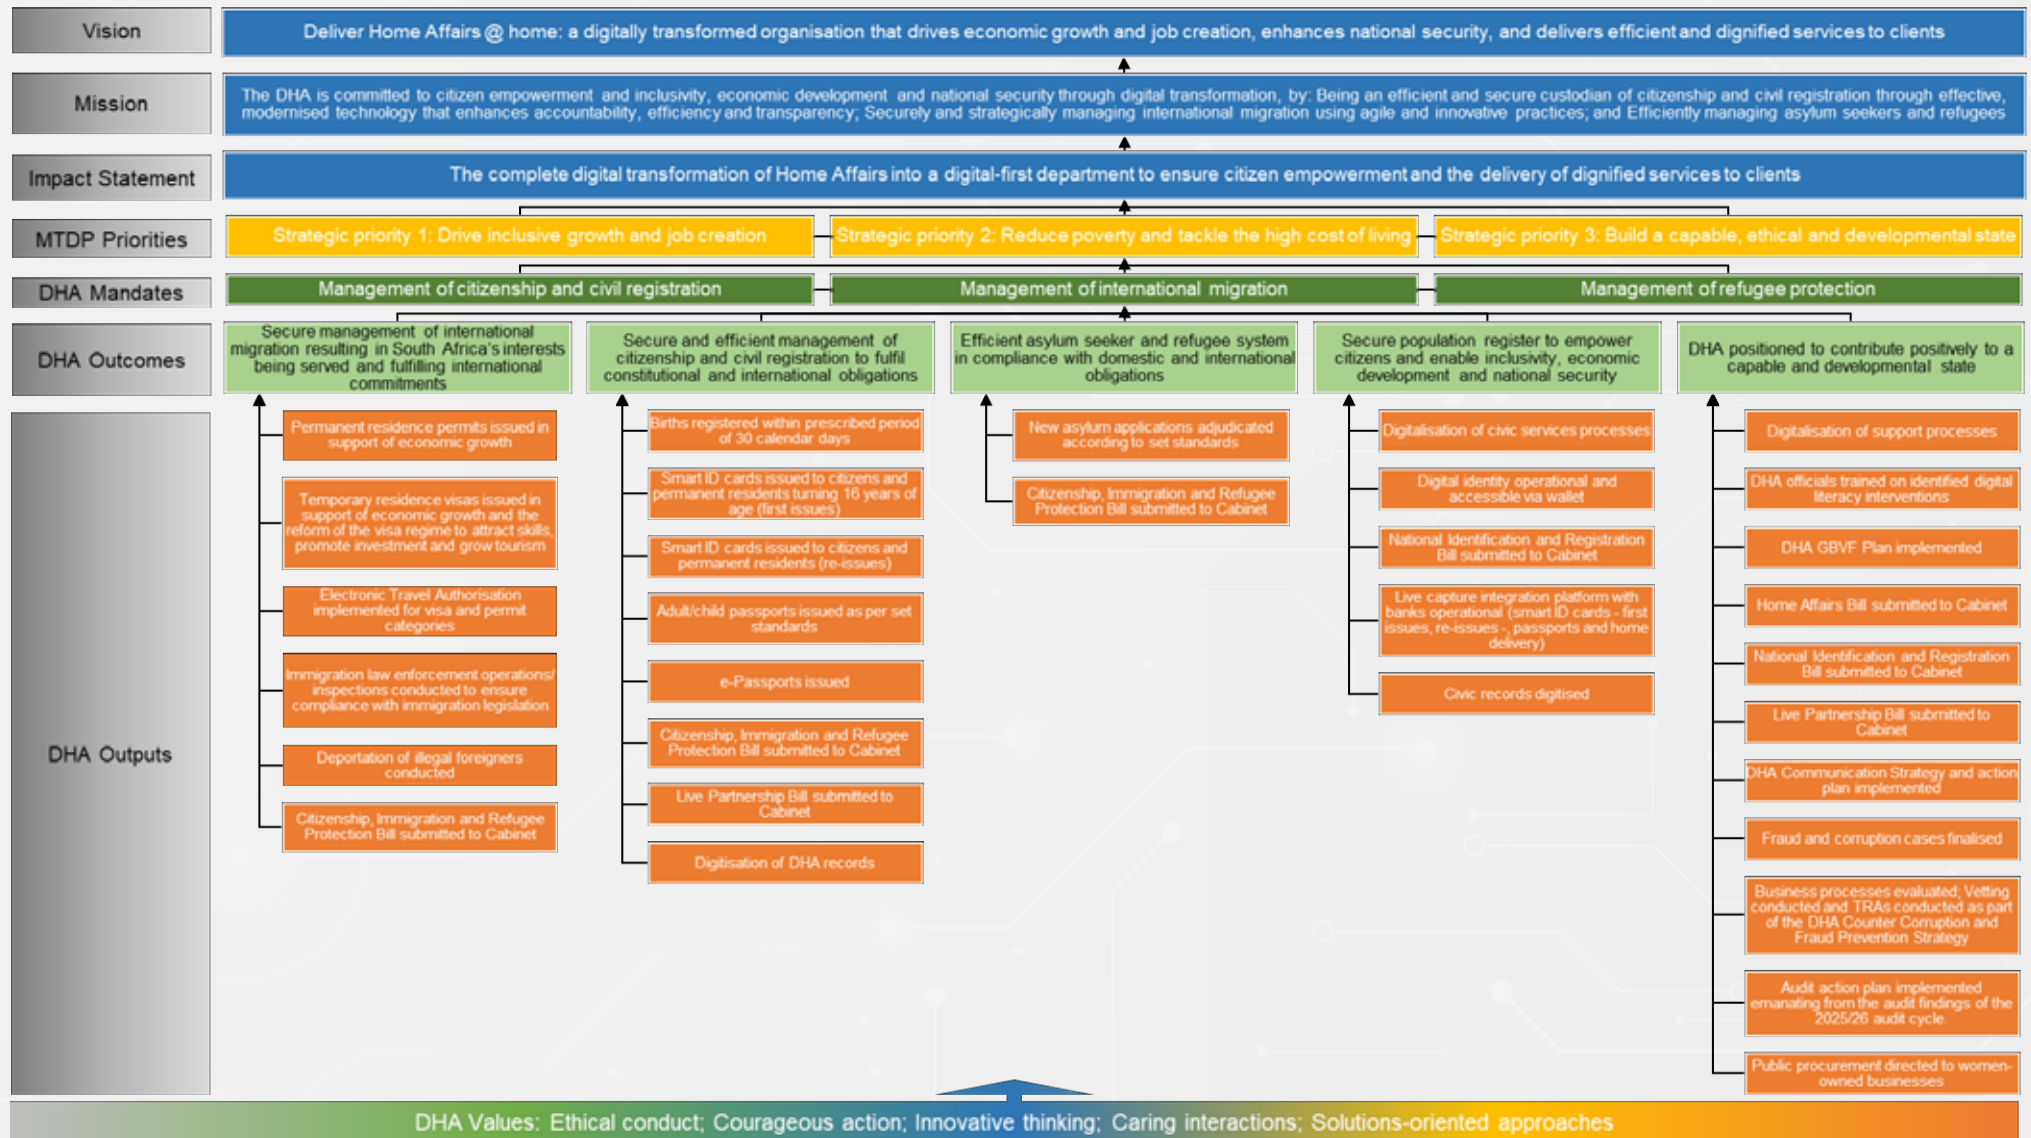 Vision
Deliver Home Affairs @ home: a digitally transformed organisation that drives economic growth and job creation, enhances national security, and delivers efficient and dignified services to clients
Mission
The DHA is committed to citizen empowerment and inclusivity, economic development and national security through digital transformation, by: Being an efficient and secure custodian of citizenship and civil registration through effective,
modernised technology that enhances accountability, efficiency and transparency; Securely and strategically managing international migration using agile and innovative practices; and Efficiently managing asylum seekers and refugees
Impact Statement
The complete digital transformation of Home Affairs into a digital-first department to ensure citizen empowerment and the delivery of dignified services to clients
MTDP Priorities
Strategic priority 1: Drive inclusive growth and job creation
Strategic priority 2: Reduce poverty and tackle the high cost of living
Strategic priority 3: Build a capable, ethical and developmental state
DHA Mandates
Management of citizenship and civil registration
Management of international migration
Management of refugee protection
DHA Outcomes
Secure management of international
migration resulting in South Africa's interests
being served and fulfilling international
commitments
Secure and efficient management of
citizenship and civil registration to fulfil
constitutional and international obligations
Efficient asylum seeker and refugee system
in compliance with domestic and international
obligations
Secure population register to empower
citizens and enable inclusivity, economic
development and national security
DHA positioned to contribute positively to a
capable and developmental state
DHA Outputs
Permanent residence permits issued in
support of economic growth
Temporary residence visas issued in
support of economic growth and the
reform of the visa regime to attract skills,
promote investment and grow tourism
Electronic Travel Authorisation
implemented for visa and permit
categories
Immigration law enforcement operations/
inspections conducted to ensure
compliance with immigration legislation
Deportation of illegal foreigners
conducted
Citizenship, Immigration and Refugee
Protection Bill submitted to Cabinet
Births registered within prescribed period
of 30 calendar days
Smart ID cards issued to citizens and
permanent residents turning 16 years of
age (first issues)
Smart ID cards issued to citizens and
permanent residents (re-issues)
Adult/child passports issued as per set
standards
e-Passports issued
Citizenship, Immigration and Refugee
Protection Bill submitted to Cabinet
Live Partnership Bill submitted to
Cabinet
Digitisation of DHA records
New asylum applications adjudicated
according to set standards
Citizenship, Immigration and Refugee
Protection Bill submitted to Cabinet
Digitalisation of civic services processes
Digital identity operational and
accessible via wallet
National Identification and Registration
Bill submitted to Cabinet
Live capture integration platform with
banks operational (smart ID cards - first
issues, re-issues -, passports and home
delivery)
Civic records digitised
Digitalisation of support processes
DHA officials trained on identified digital
literacy interventions
DHA GBVF Plan implemented
Home Affairs Bill submitted to Cabinet
National Identification and Registration
Bill submitted to Cabinet
Live Partnership Bill submitted to
Cabinet
DHA Communication Strategy and action
plan implemented
Fraud and corruption cases finalised
Business processes evaluated; Vetting
conducted and TRAs conducted as part
of the DHA Counter Corruption and
Fraud Prevention Strategy
Audit action plan implemented
emanating from the audit findings of the
2025/26 audit cycle.
Public procurement directed to women-
owned businesses
DHA Values: Ethical conduct; Courageous action; Innovative thinking; Caring interactions; Solutions-oriented approaches